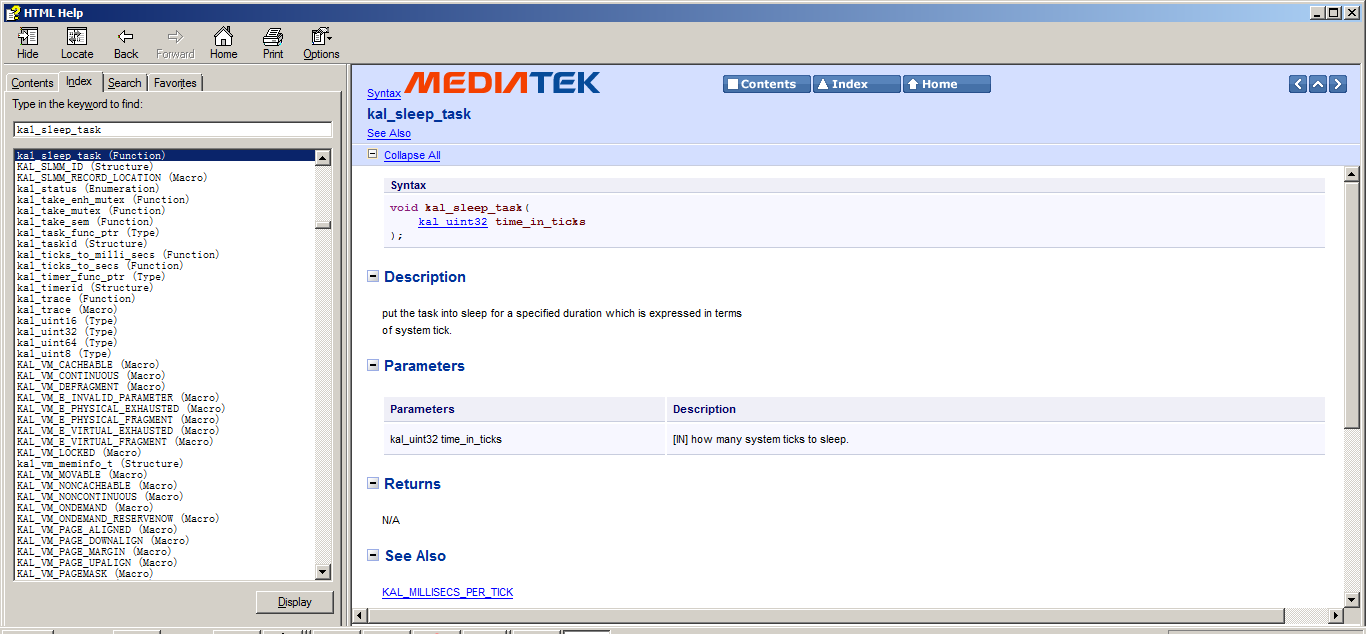 HTML Help
Hide Locate Back Forward Home Print Options
Contents Index Search Favorites
Type in the keyword to find:
kal_sleep_task
kal_sleep_task (Function)
KAL_SLMM_ID (Structure)
KAL_SLMM_RECORD_LOCATION (Macro)
kal_status (Enumeration)
kal_take_enh_mutex (Function)
kal_take_mutex (Function)
kal_take_sem (Function)
kal_task_func_ptr (Type)
kal_taskid (Structure)
kal_ticks_to_milli_secs (Function)
kal_ticks_to_secs (Function)
kal_timer_func_ptr (Type)
kal_timerid (Structure)
kal_trace (Function)
kal_trace (Macro)
kal_uint16 (Type)
kal_uint32 (Type)
kal_uint64 (Type)
kal_uint8 (Type)
KAL_VM_CACHEABLE (Macro)
KAL_VM_CONTINUOUS (Macro)
KAL_VM_DEFRAGMENT (Macro)
KAL_VM_E_INVALID_PARAMETER (Macro)
KAL_VM_E_PHYSICAL_EXHAUSTED (Macro)
KAL_VM_E_PHYSICAL_FRAGMENT (Macro)
KAL_VM_E_VIRTUAL_EXHAUSTED (Macro)
KAL_VM_E_VIRTUAL_FRAGMENT (Macro)
KAL_VM_LOCKED (Macro)
kal_vm_meminfo_t (Structure)
KAL_VM_MOVABLE (Macro)
KAL_VM_NONCACHEABLE (Macro)
KAL_VM_NONCONTINUOUS (Macro)
KAL_VM_ONDEMAND (Macro)
KAL_VM_ONDEMAND_RESERVENOW (Macro)
KAL_VM_PAGE_ALIGNED (Macro)
KAL_VM_PAGE_DOWNALIGN (Macro)
KAL_VM_PAGE_MARGIN (Macro)
KAL_VM_PAGE_UPALIGN (Macro)
KAL_VM_PAGEMASK (Macro)
Display
Syntax MEDIATEK Contents Index Home
kal_sleep_task
See Also
Collapse All
Syntax
void kal_sleep_task(
kal_uint32 time_in_ticks
);
Description
put the task into sleep for a specified duration which is expressed in terms
of system tick.
Parameters
Parameters Description
kal_uint32 time_in_ticks [IN] how many system ticks to sleep.
Returns
N/A
See Also
KAL_MILLISECS_PER_TICK